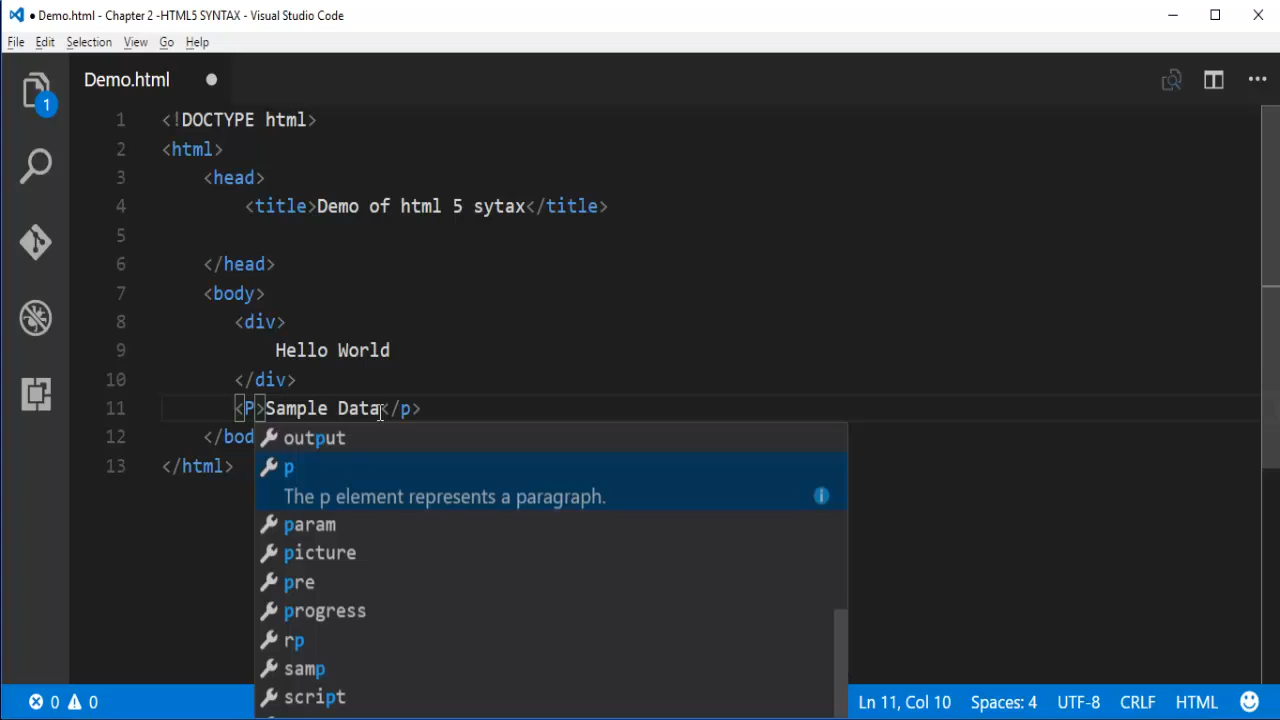 ● Demo.html - Chapter 2 -HTML5 SYNTAX - Visual Studio Code
File Edit Selection View Go Help
Demo.html ●
1
1 <!DOCTYPE html>
2 <html>
3 <head>
4 <title>Demo of html 5 sytax</title>
5
6 </head>
7 <body>
8 <div>
9 Hello World
10 </div>
11 <P>Sample Data</p>
12 </bod
13 </html>
output
p
The p element represents a paragraph.
param
picture
pre
progress
rp
samp
script
0 0 Ln 11, Col 10 Spaces: 4 UTF-8 CRLF HTML